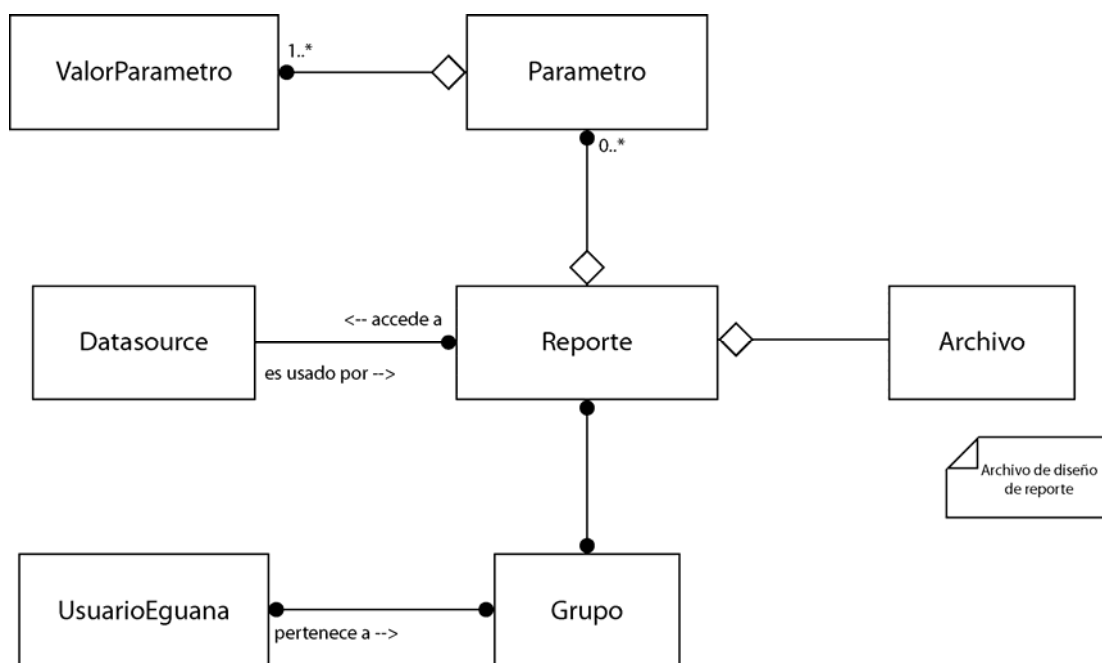 ValorParametro
1..*
Parametro
0..*
Datasource
<-- accede a
es usado por -->
Reporte
Archivo
Archivo de diseño
de reporte
UsuarioEguana
pertenece a -->
Grupo